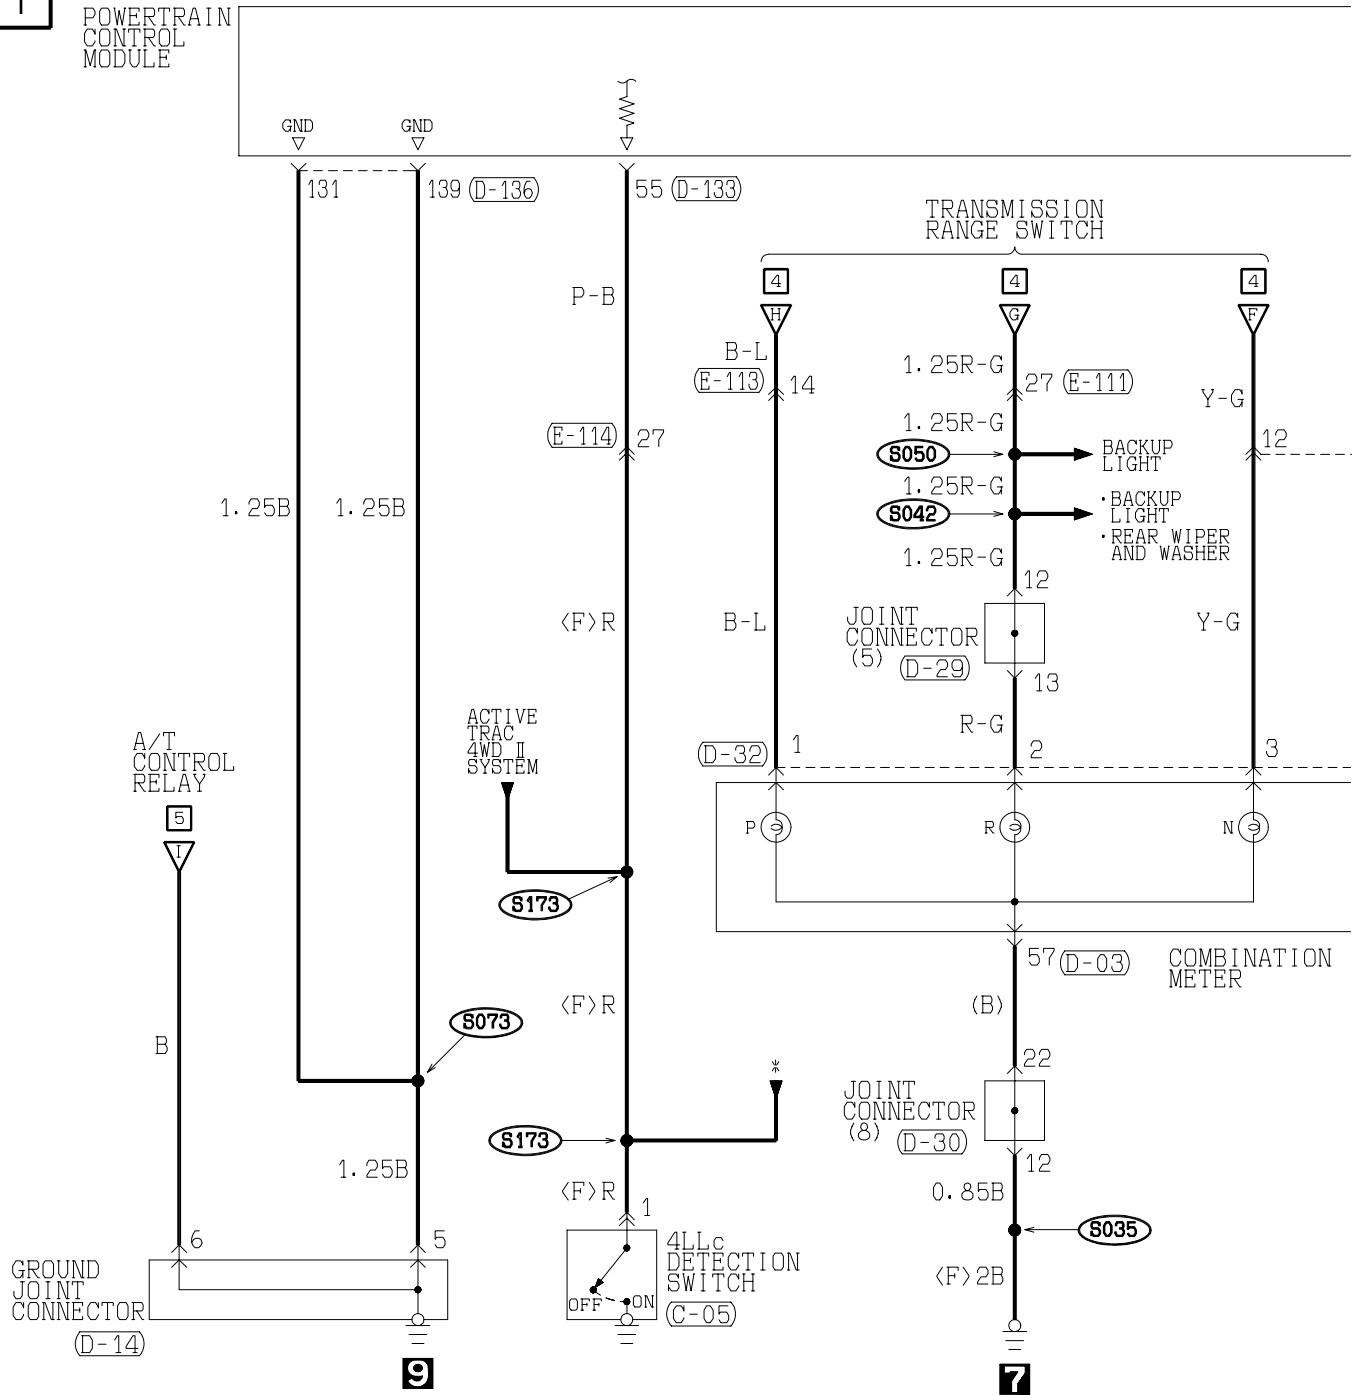 POWERTRAIN
CONTROL
MODULE
GND
GND
131
139 (D-136)
55 (D-133)
TRANSMISSION
RANGE SWITCH
4
4
4
H
G
F
P-B
B-L
(E-113) 14
1.25R-G
27 (E-111)
Y-G
1.25R-G
(E-114) 27
S050
BACKUP
LIGHT
12
1.25R-G
S042
·BACKUP
LIGHT
·REAR WIPER
AND WASHER
1.25B
1.25B
1.25R-G
12
<F>R
B-L
JOINT
CONNECTOR
(5) (D-29)
Y-G
13
ACTIVE
TRAC
4WD II
SYSTEM
R-G
A/T
CONTROL
RELAY
(D-32) 1
2
3
5
I
P
R
N
S173
57 (D-03)
COMBINATION
METER
<F>R
(B)
S073
B
22
*
JOINT
CONNECTOR
(8) (D-30)
S173
12
1.25B
<F>R
0.85B
1
S035
6
5
4LLc
DETECTION
SWITCH
(C-05)
OFF
ON
<F>2B
GROUND
JOINT
CONNECTOR
(D-14)
9
7